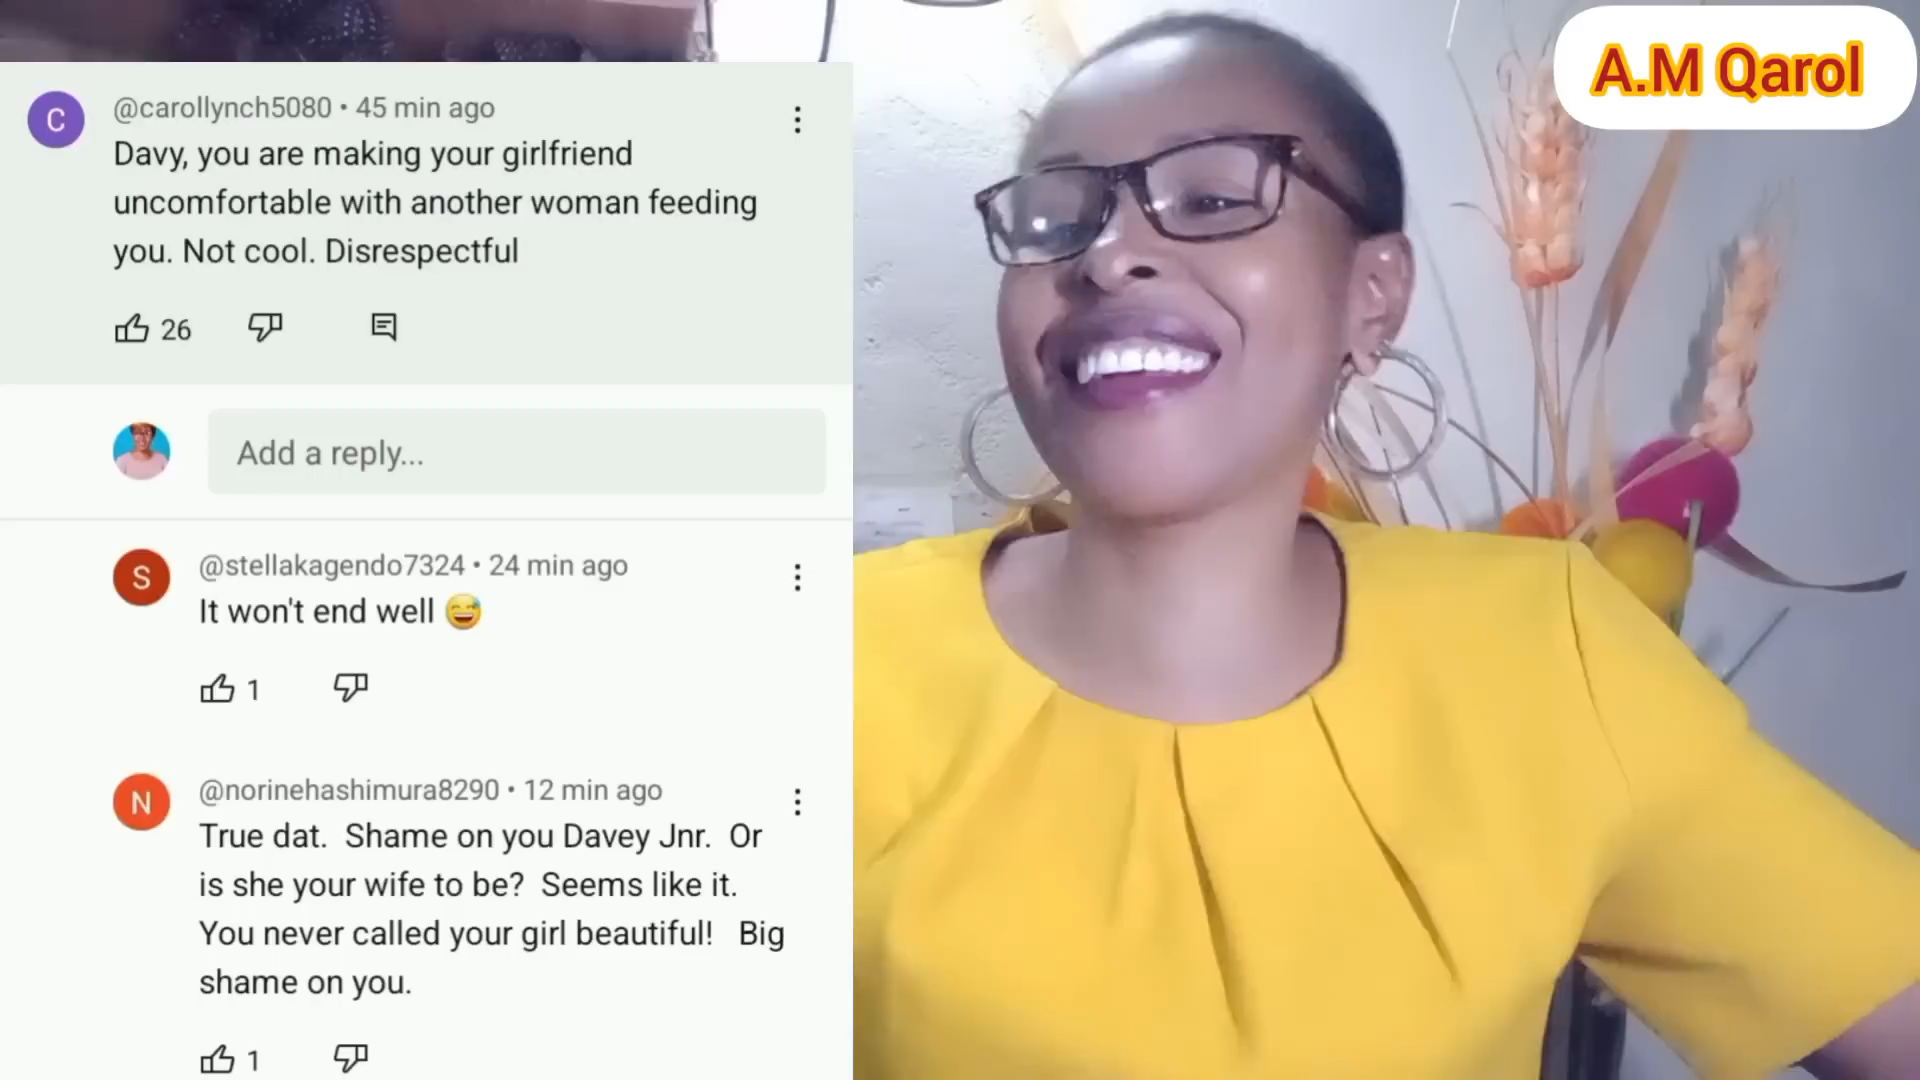 A.M Qarol
C
@carollynch5080 • 45 min ago
Davy, you are making your girlfriend
uncomfortable with another woman feeding
you. Not cool. Disrespectful
26
Add a reply...
S
@stellakagendo7324 • 24 min ago
It won't end well 😅
1
N
@norinehashimura8290 • 12 min ago
True dat.  Shame on you Davey Jnr.  Or
is she your wife to be?  Seems like it.
You never called your girl beautiful!   Big
shame on you.
1